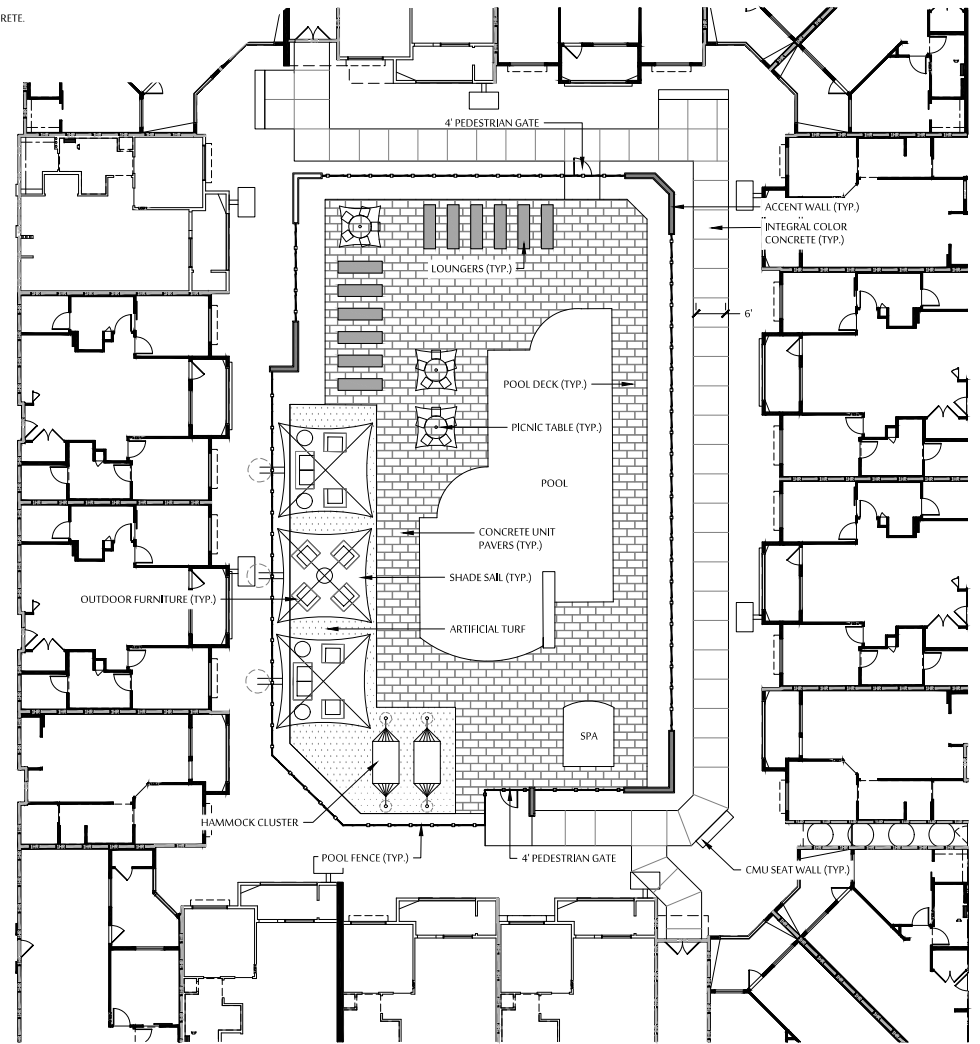 RETE.
4' PEDESTRIAN GATE
ACCENT WALL (TYP.)
INTEGRAL COLOR
CONCRETE (TYP.)
LOUNGERS (TYP.)
6'
POOL DECK (TYP.)
PICNIC TABLE (TYP.)
POOL
CONCRETE UNIT
PAVERS (TYP.)
SHADE SAIL (TYP.)
OUTDOOR FURNITURE (TYP.)
ARTIFICIAL TURF
SPA
HAMMOCK CLUSTER
POOL FENCE (TYP.)
4' PEDESTRIAN GATE
CMU SEAT WALL (TYP.)